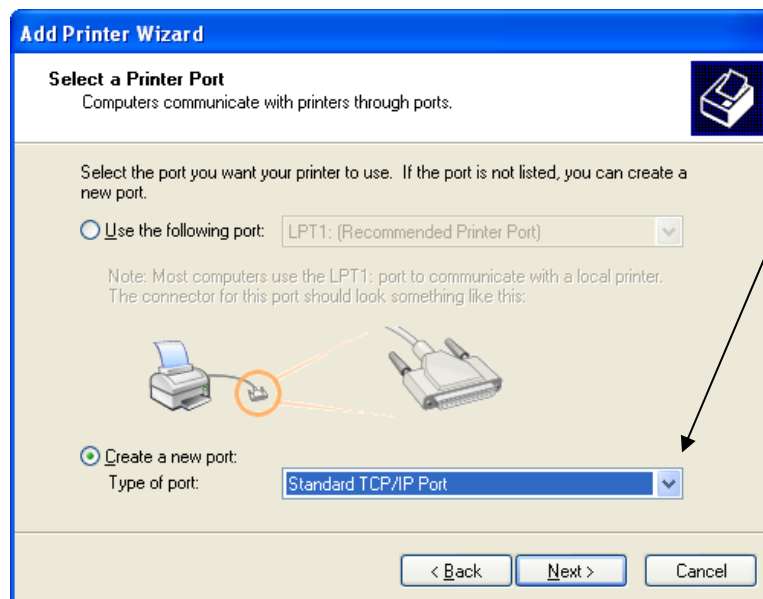 Add Printer Wizard
Select a Printer Port
Computers communicate with printers through ports.
Select the port you want your printer to use.  If the port is not listed, you can create a
new port.
Use the following port:
LPT1: (Recommended Printer Port)
Note: Most computers use the LPT1: port to communicate with a local printer.
The connector for this port should look something like this:
Create a new port:
Type of port:
Standard TCP/IP Port
< Back
Next >
Cancel